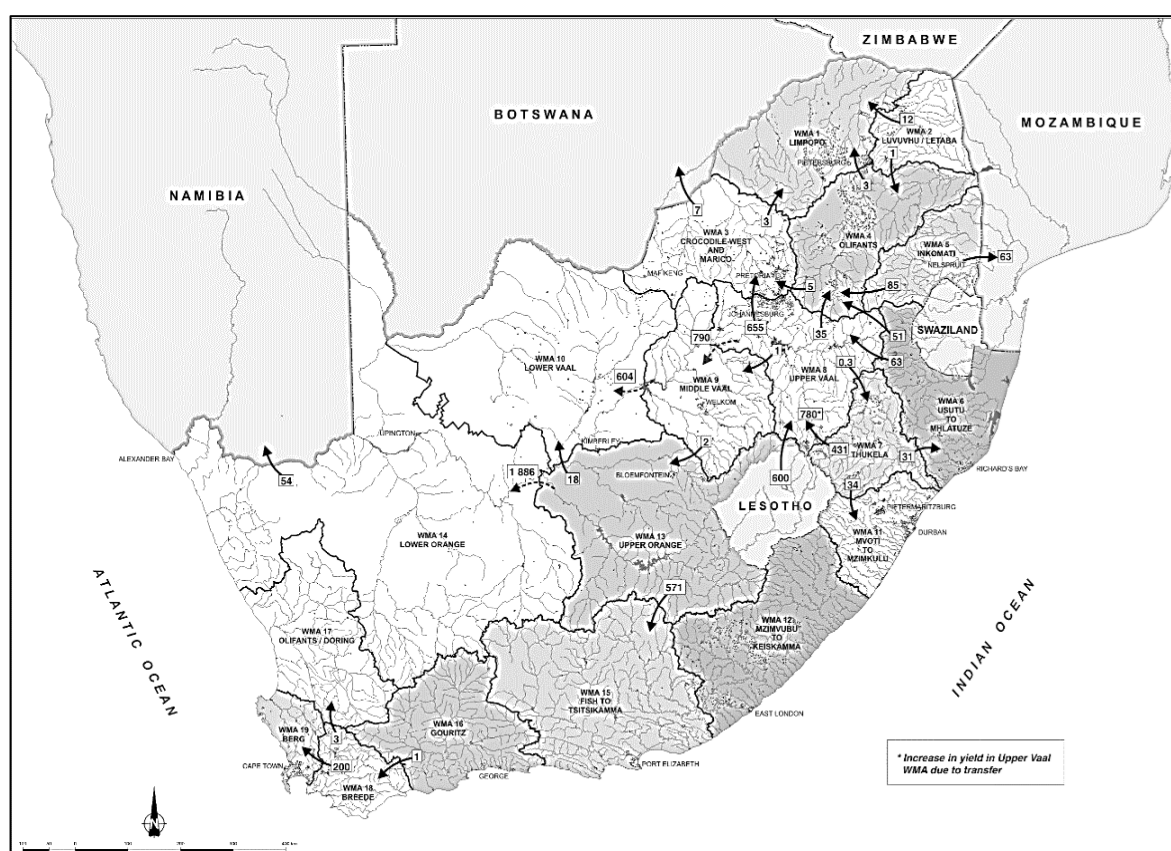 ZIMBABWE
BOTSWANA
MOZAMBIQUE
NAMIBIA
12
WMA 1
LIMPOPO
WMA 2
LUVUVHU / LETABA
PIETERSBURG
1
3
7
3
WMA 3
CROCODILE-WEST
AND
MARICO
WMA 4
OLIFANTS
WMA 5
INKOMATI
NELSPRUIT
63
MAFIKENG
PRETORIA
5
85
JOHANNESBURG
655
35
51
SWAZILAND
790
1
63
0.3
WMA 10
LOWER VAAL
604
WMA 9
MIDDLE VAAL
WELKOM
WMA 8
UPPER VAAL
WMA 6
USUTU
TO
MHLATUZE
780*
431
WMA 7
THUKELA
31
RICHARD'S BAY
UPINGTON
KIMBERLEY
2
ALEXANDER BAY
54
1 886
18
BLOEMFONTEIN
600
34
LESOTHO
PIETERMARITZBURG
DURBAN
WMA 11
MVOTI
TO
MZIMKULU
WMA 14
LOWER ORANGE
WMA 13
UPPER ORANGE
571
ATLANTIC OCEAN
INDIAN OCEAN
WMA 12
MZIMVUBU
TO
KEISKAMMA
WMA 17
OLIFANTS / DORING
WMA 15
FISH TO
TSITSIKAMMA
EAST LONDON
WMA 16
GOURITZ
WMA 19
BERG
3
200
1
CAPE TOWN
WMA 18
BREEDE
GEORGE
PORT ELIZABETH
* Increase in yield in Upper Vaal
WMA due to transfer
N